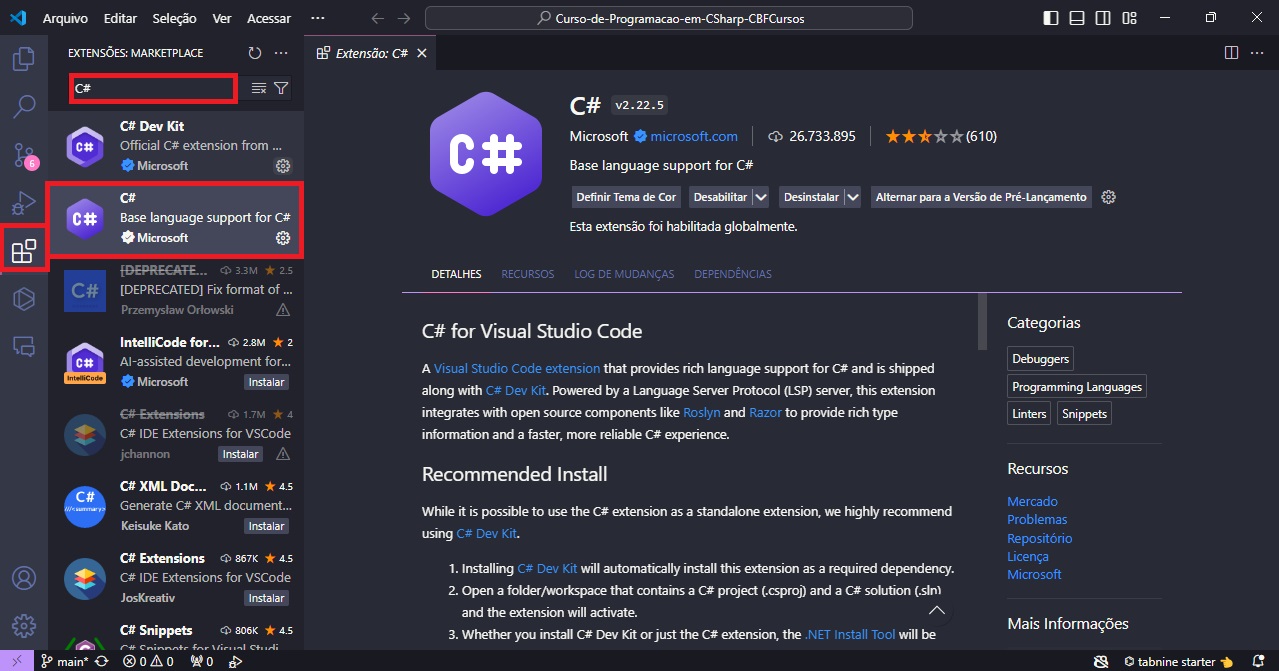 Arquivo Editar Seleção Ver Acessar ··· Curso-de-Programacao-em-CSharp-CBFCursos
EXTENSÕES: MARKETPLACE
C#
C# Dev Kit
Official C# extension from ...
Microsoft
C#
Base language support for C#
Microsoft
[DEPRECATE... 3.3M ★ 2.5
[DEPRECATED] Fix format of ...
Przemysław Orłowski
IntelliCode for... 2.8M ★ 2
AI-assisted development for...
Microsoft Instalar
C#
IntelliCode
C# Extensions 1.7M ★ 4
C# IDE Extensions for VSCode
jchannon Instalar
C# XML Doc... 1.1M ★ 4.5
Generate C# XML document...
Keisuke Kato Instalar
C#
///<summary>
C# Extensions 867K ★ 4.5
C# IDE Extensions for VSCode
JosKreativ Instalar
C# Snippets 806K ★ 4.5
C# Snippets for Visual Studi...
Extensão: C#
C#
C# v2.22.5
Microsoft microsoft.com 26.733.895 (610)
Base language support for C#
Definir Tema de Cor Desabilitar Desinstalar Alternar para a Versão de Pré-Lançamento
Esta extensão foi habilitada globalmente.
DETALHES RECURSOS LOG DE MUDANÇAS DEPENDÊNCIAS
C# for Visual Studio Code
A Visual Studio Code extension that provides rich language support for C# and is shipped
along with C# Dev Kit. Powered by a Language Server Protocol (LSP) server, this extension
integrates with open source components like Roslyn and Razor to provide rich type
information and a faster, more reliable C# experience.
Recommended Install
While it is possible to use the C# extension as a standalone extension, we highly recommend
using C# Dev Kit.
1. Installing C# Dev Kit will automatically install this extension as a required dependency.
2. Open a folder/workspace that contains a C# project (.csproj) and a C# solution (.sln)
and the extension will activate.
3. Whether you install C# Dev Kit or just the C# extension, the .NET Install Tool will be
Categorias
Debuggers
Programming Languages
Linters Snippets
Recursos
Mercado
Problemas
Repositório
Licença
Microsoft
Mais Informações
6
main* 0 0 0 tabnine starter